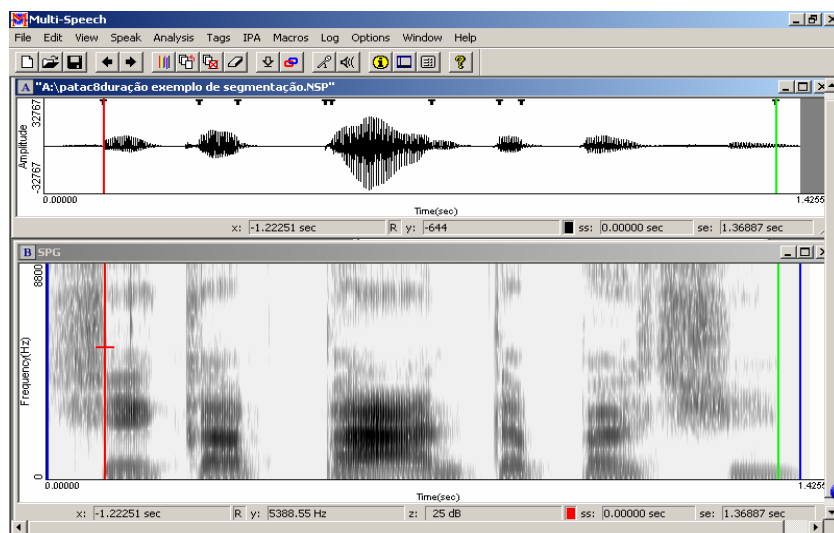 Multi-Speech
File Edit View Speak Analysis Tags IPA Macros Log Options Window Help
A "A:\patac8duração exemplo de segmentação.NSP"
32767
Amplitude
-32767
0.00000 1.4255
Time(sec)
x: -1.22251 sec R y: -644 ss: 0.00000 sec se: 1.36887 sec
B SPG
8800
Frequency(Hz)
0
0.00000 1.4255
Time(sec)
x: -1.22251 sec R y: 5388.55 Hz z: 25 dB ss: 0.00000 sec se: 1.36887 sec